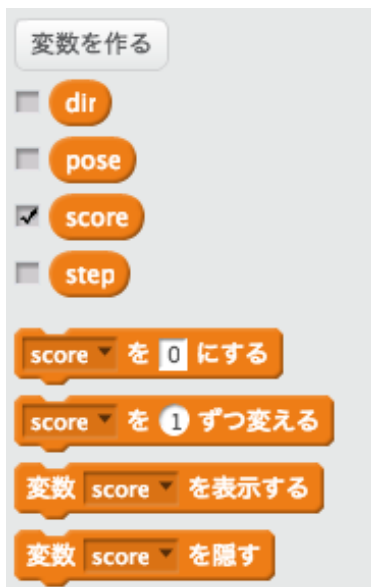 変数を作る
dir
pose
score
step
score を 0 にする
score を 1 ずつ変える
変数 score を表示する
変数 score を隠す